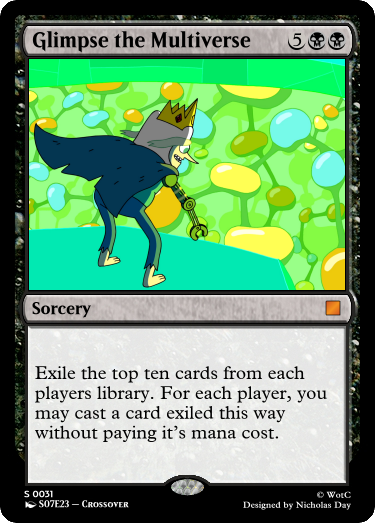 Glimpse the Multiverse 5
Sorcery
Exile the top ten cards from each
players library. For each player, you
may cast a card exiled this way
without paying it's mana cost.
S 0031
S07E23 — Crossover
© WotC
Designed by Nicholas Day